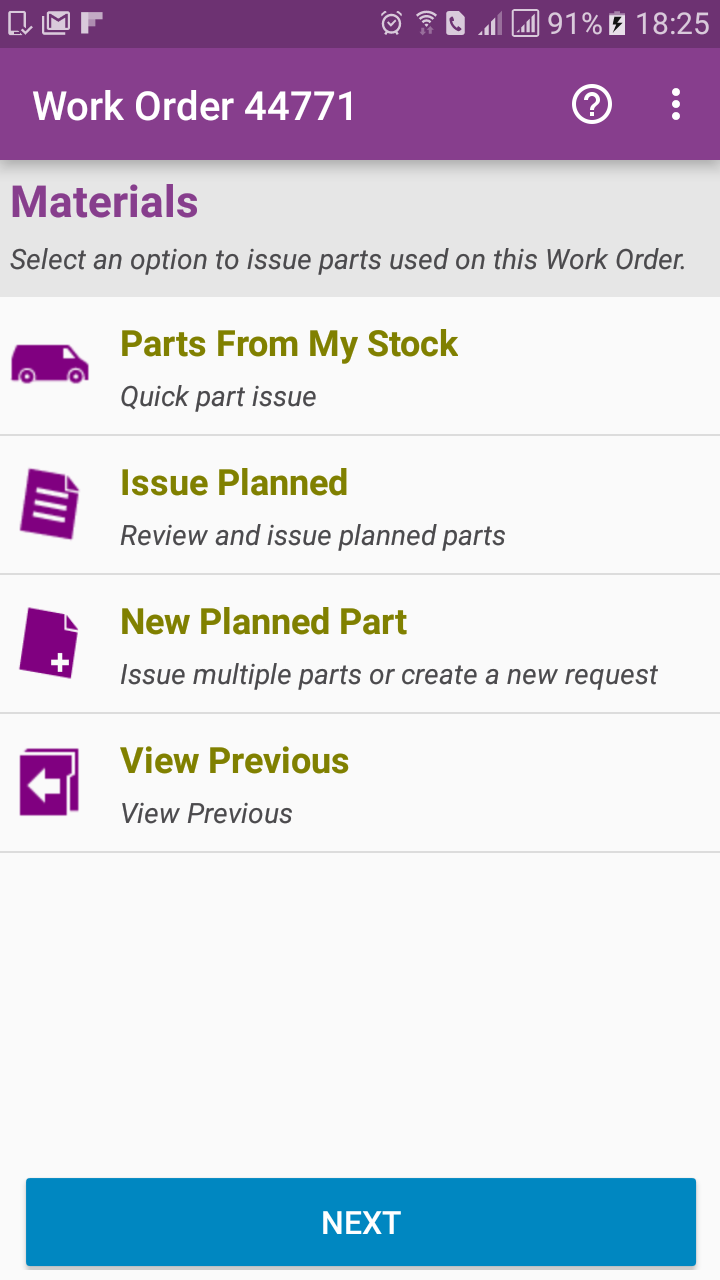 91% 18:25
Work Order 44771
Materials
Select an option to issue parts used on this Work Order.
Parts From My Stock
Quick part issue
Issue Planned
Review and issue planned parts
New Planned Part
Issue multiple parts or create a new request
View Previous
View Previous
NEXT